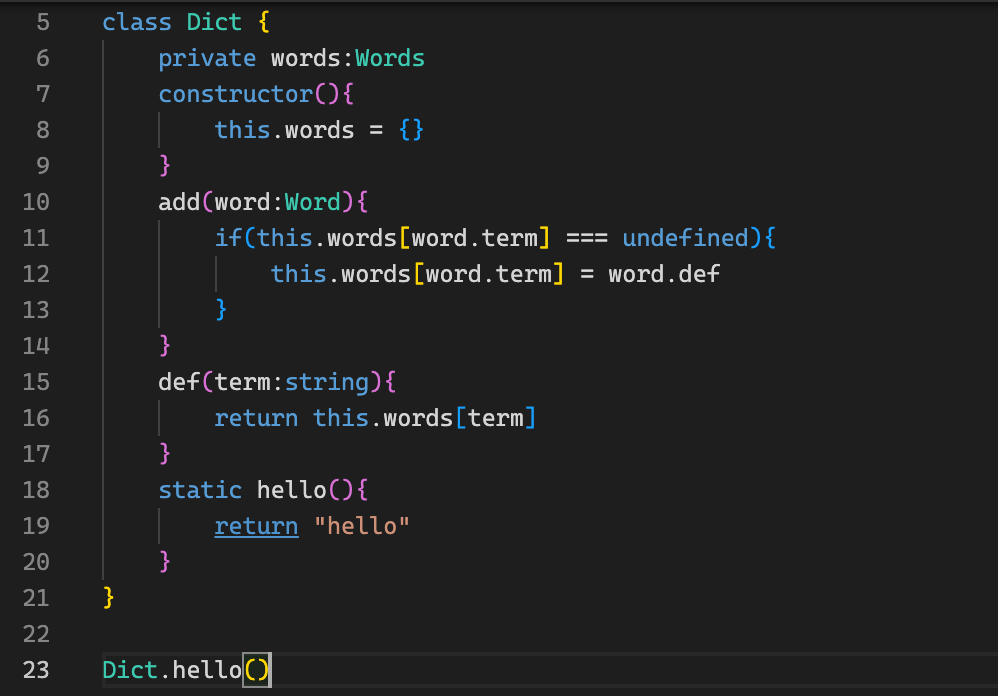 5 class Dict {
6     private words:Words
7     constructor(){
8         this.words = {}
9     }
10     add(word:Word){
11         if(this.words[word.term] === undefined){
12             this.words[word.term] = word.def
13         }
14     }
15     def(term:string){
16         return this.words[term]
17     }
18     static hello(){
19         return "hello"
20     }
21 }
22
23 Dict.hello()